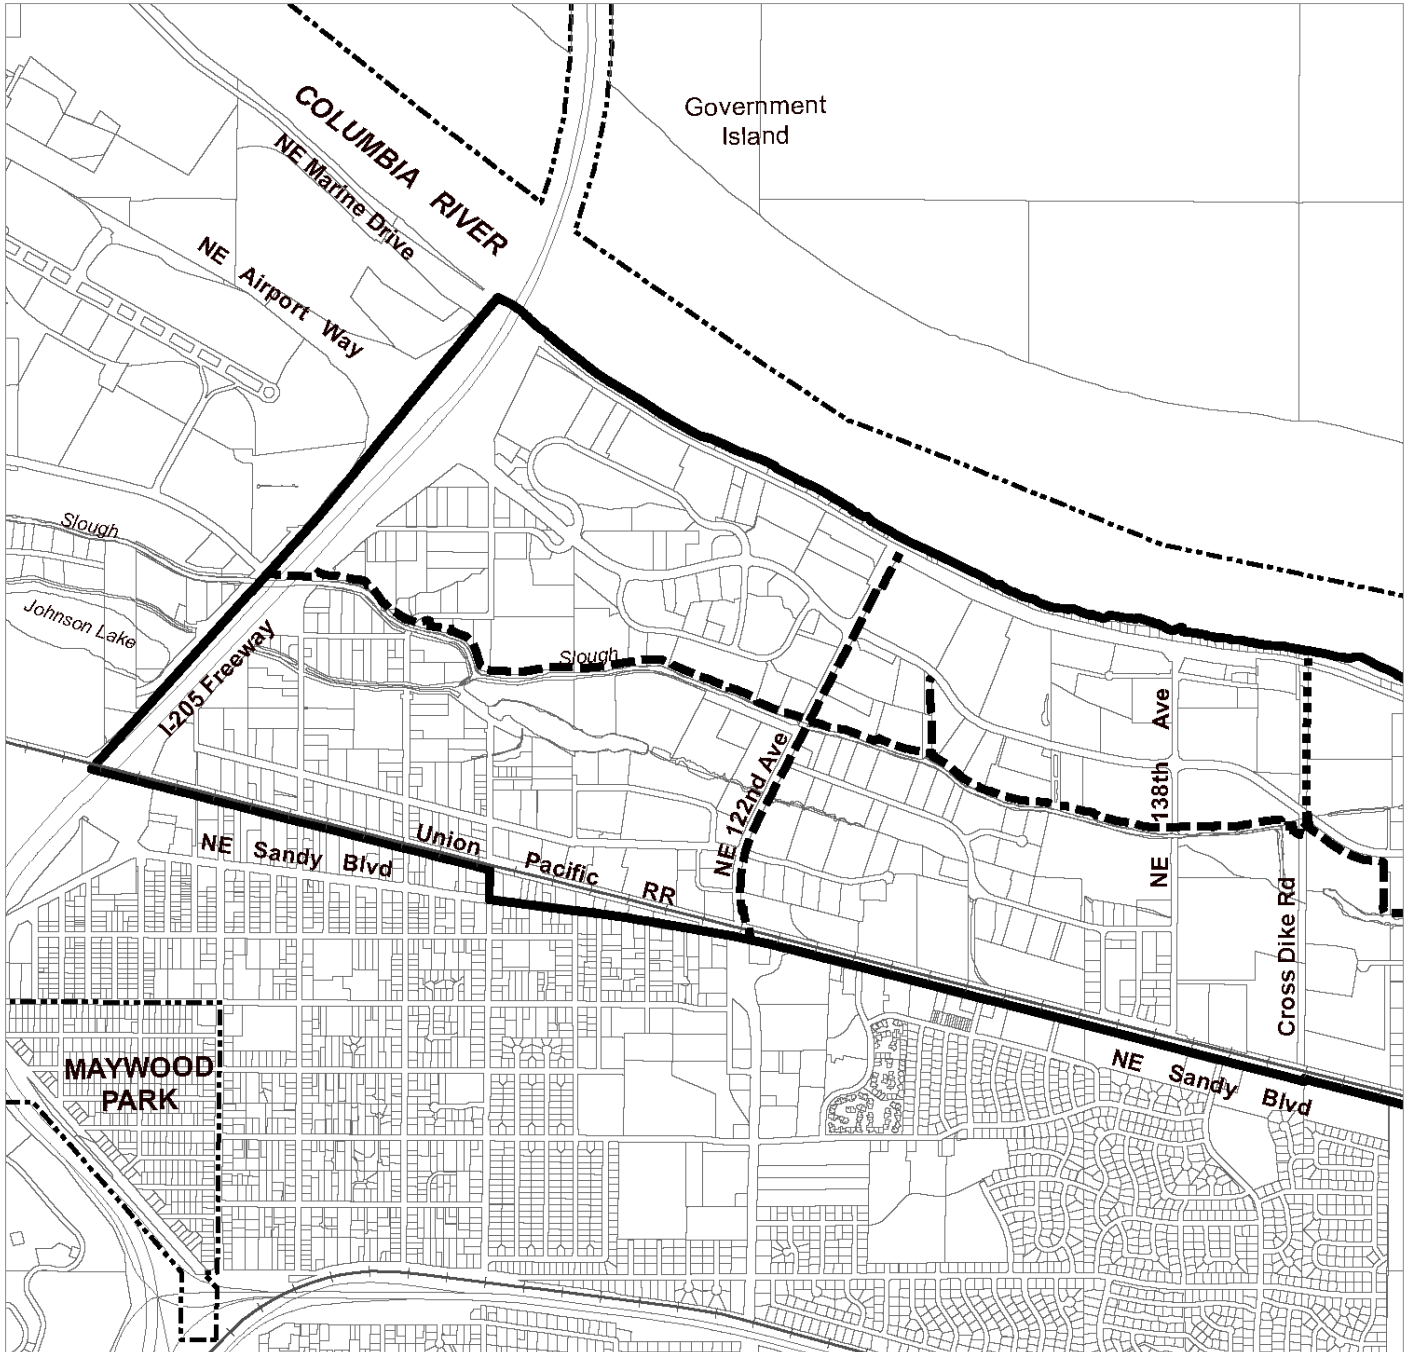 Government
Island
COLUMBIA RIVER
NE Marine Drive
NE Airport Way
Slough
Johnson Lake
I-205 Freeway
Slough
NE 122nd Ave
NE 138th Ave
Cross Dike Rd
NE Sandy Blvd
Union Pacific RR
MAYWOOD
PARK
NE Sandy Blvd